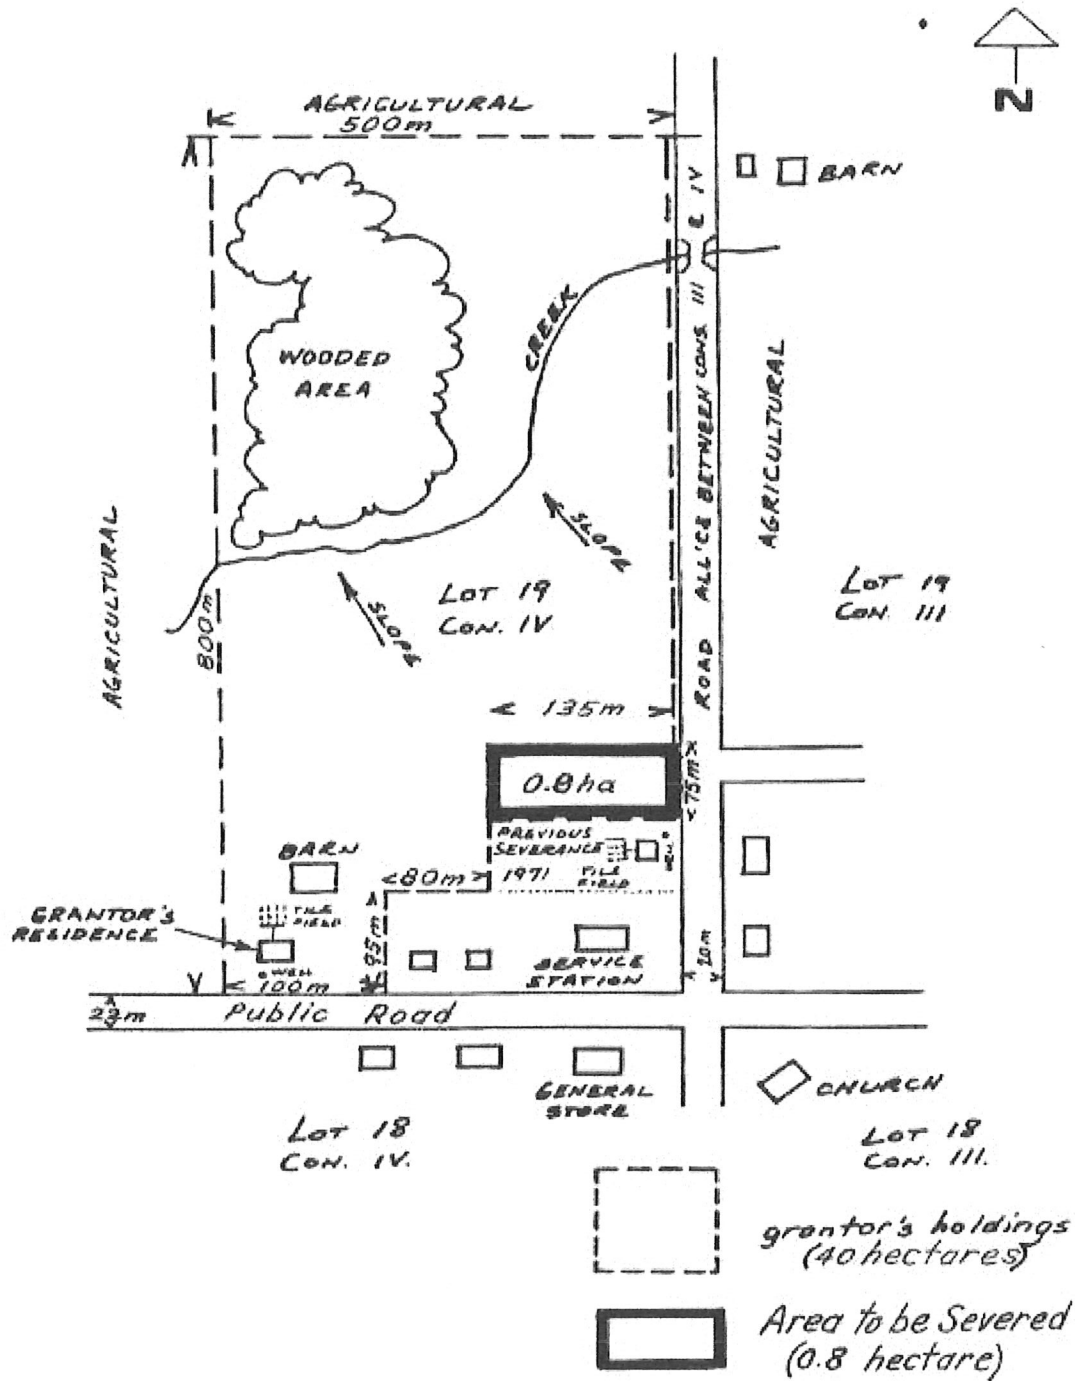 N
AGRICULTURAL
500m
BARN
ROAD ALL'CE BETWEEN CONS III & IV
CREEK
WOODED
AREA
AGRICULTURAL
SLOPE
AGRICULTURAL
800m
SLOPE
LOT 19
CON. IV
LOT 19
CON. III
135m
0.8ha
75m
PREVIOUS
SEVERANCE
1971
TILE
FIELD
WELL
BARN
80m
GRANTOR'S
RESIDENCE
TILE
FIELD
WELL
100m
95m
SERVICE
STATION
20m
23m
Public Road
GENERAL
STORE
CHURCH
LOT 18
CON. IV.
LOT 18
CON. III.
grantor's holdings
(40 hectares)
Area to be Severed
(0.8 hectare)